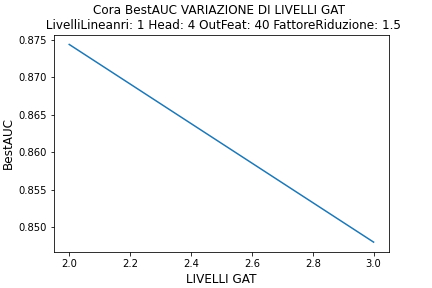 Cora BestAUC VARIAZIONE DI LIVELLI GAT
LivelliLineanri: 1 Head: 4 OutFeat: 40 FattoreRiduzione: 1.5
0.875
0.870
0.865
0.860
0.855
0.850
BestAUC
2.0 2.2 2.4 2.6 2.8 3.0
LIVELLI GAT